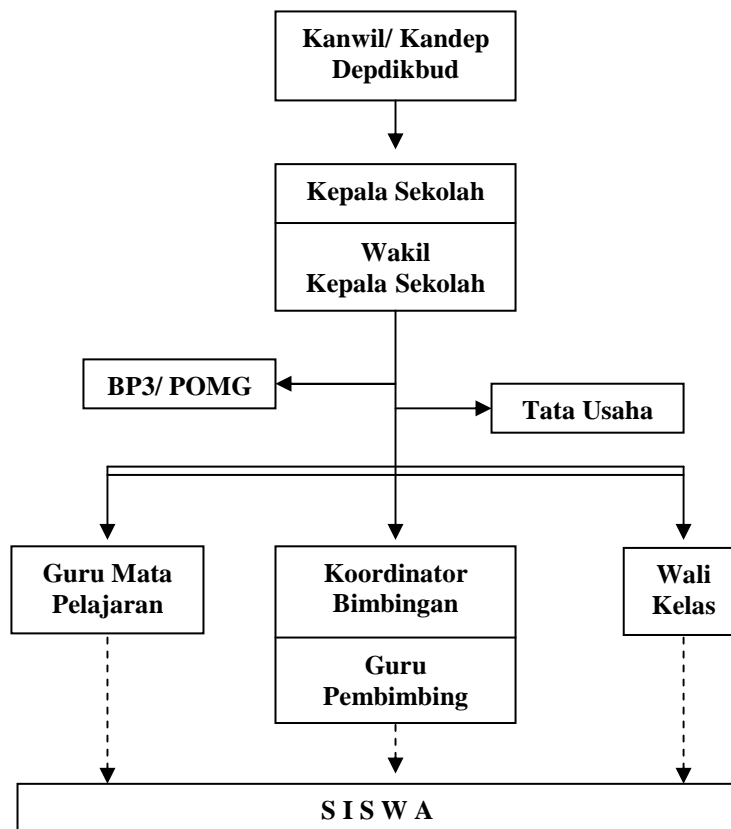 Kanwil/ Kandep
Depdikbud
Kepala Sekolah
Wakil
Kepala Sekolah
BP3/ POMG
Tata Usaha
Guru Mata
Pelajaran
Koordinator
Bimbingan
Wali
Kelas
Guru
Pembimbing
S I S W A